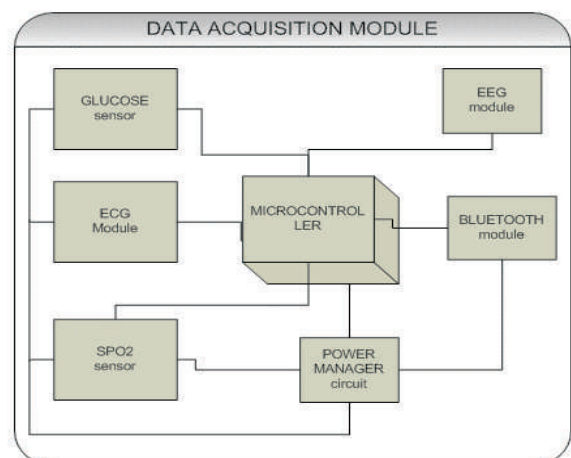 DATA ACQUISITION MODULE
GLUCOSE
sensor
EEG
module
ECG
Module
MICROCONTROL
LER
BLUETOOTH
module
SPO2
sensor
POWER
MANAGER
circuit